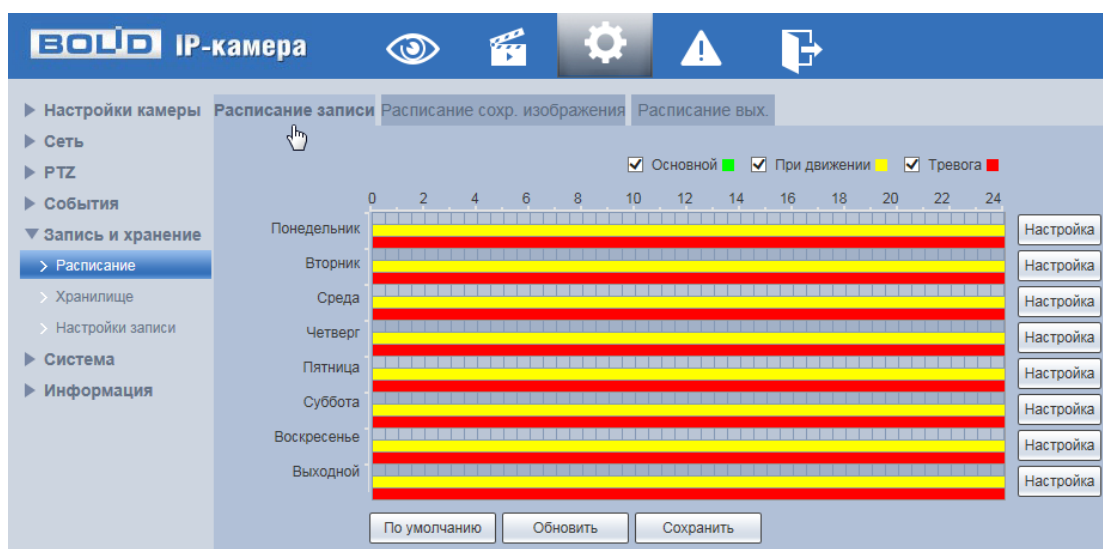 BOLID IP-камера
Настройки камеры
Сеть
PTZ
События
Запись и хранение
Расписание
Хранилище
Настройки записи
Система
Информация
Расписание записи Расписание сохр. изображения Расписание вых.
Основной При движении Тревога
0 2 4 6 8 10 12 14 16 18 20 22 24
Понедельник Настройка
Вторник Настройка
Среда Настройка
Четверг Настройка
Пятница Настройка
Суббота Настройка
Воскресенье Настройка
Выходной Настройка
По умолчанию Обновить Сохранить